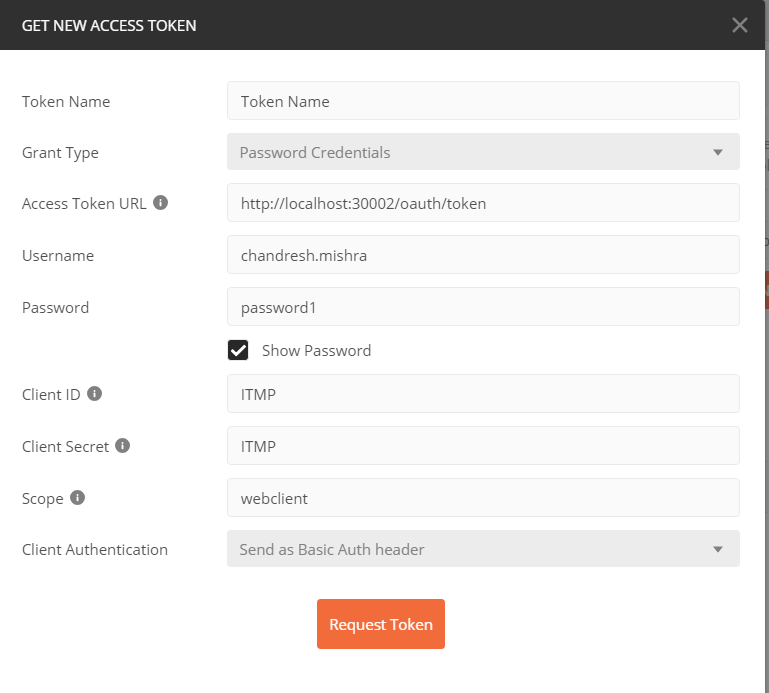 GET NEW ACCESS TOKEN
Token Name Token Name
Grant Type Password Credentials
Access Token URL http://localhost:30002/oauth/token
Username chandresh.mishra
Password password1
Show Password
Client ID ITMP
Client Secret ITMP
Scope webclient
Client Authentication Send as Basic Auth header
Request Token